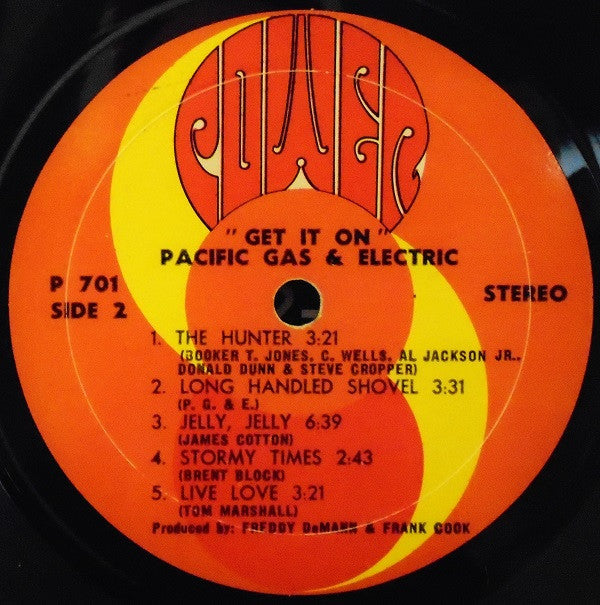 POWER
"GET IT ON"
PACIFIC GAS & ELECTRIC
P 701
SIDE 2
STEREO
1. THE HUNTER 3:21
(BOOKER T. JONES, C. WELLS, AL JACKSON JR.,
DONALD DUNN & STEVE CROPPER)
2. LONG HANDLED SHOVEL 3:31
(P. G. & E.)
3. JELLY, JELLY 6:39
(JAMES COTTON)
4. STORMY TIMES 2:43
(BRENT BLOCK)
5. LIVE LOVE 3:21
(TOM MARSHALL)
Produced by: FREDDY DeMANN & FRANK COOK